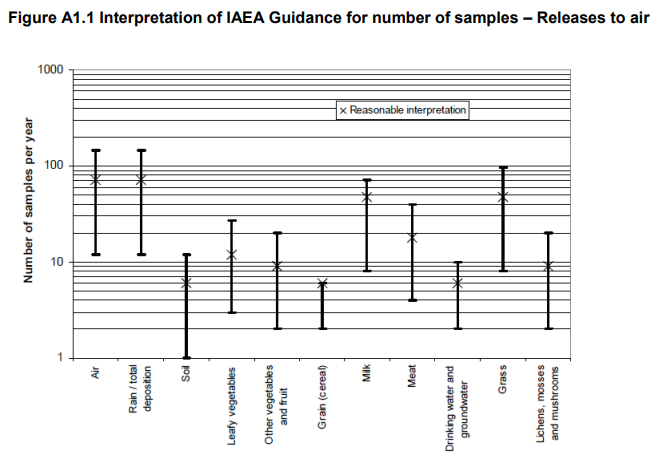 Figure A1.1 Interpretation of IAEA Guidance for number of samples – Releases to air
1000
100
10
1
Number of samples per year
× Reasonable interpretation
Air
Rain / total
deposition
Soil
Leafy vegetables
Other vegetables
and fruit
Grain (cereal)
Milk
Meat
Drinking water and
groundwater
Grass
Lichens, mosses
and mushrooms